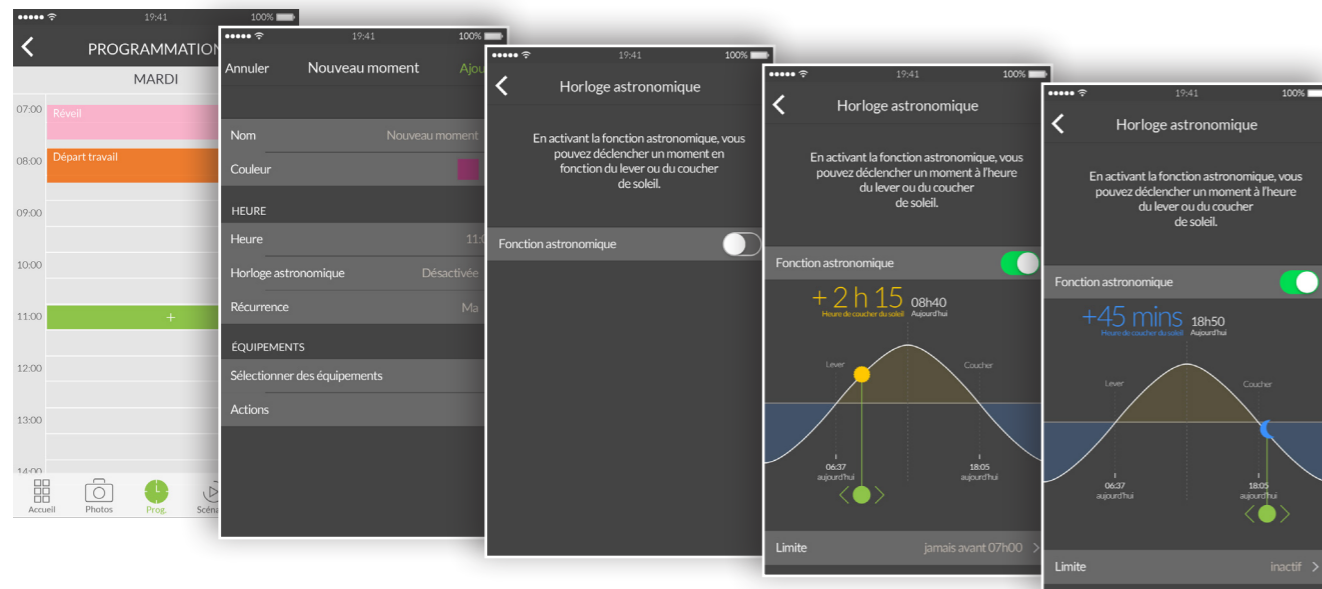 19:41
100%
PROGRAMMATION
MARDI
07:00
Réveil
08:00
Départ travail
09:00
10:00
11:00
+
12:00
13:00
14:00
Accueil
Photos
Prog.
Scéna
19:41
100%
Annuler
Nouveau moment
Ajou
Nom
Nouveau moment
Couleur
HEURE
Heure
11:0
Horloge astronomique
Désactivée
Récurrence
Ma
ÉQUIPEMENTS
Sélectionner des équipements
Actions
19:41
100%
Horloge astronomique
En activant la fonction astronomique, vous
pouvez déclencher un moment en
fonction du lever ou du coucher
de soleil.
Fonction astronomique
19:41
100%
Horloge astronomique
En activant la fonction astronomique, vous
pouvez déclencher un moment à l'heure
du lever ou du coucher
de soleil.
Fonction astronomique
+ 2 h 15
08h40
Heure de coucher du soleil
Aujourd'hui
Lever
Coucher
06:37
aujourd'hui
18:05
aujourd'hui
Limite
jamais avant 07h00
19:41
100%
Horloge astronomique
En activant la fonction astronomique, vous
pouvez déclencher un moment à l'heure
du lever ou du coucher
de soleil.
Fonction astronomique
+45 mins
18h50
Heure de coucher du soleil
Aujourd'hui
Lever
Coucher
06:37
aujourd'hui
18:05
aujourd'hui
Limite
inactif